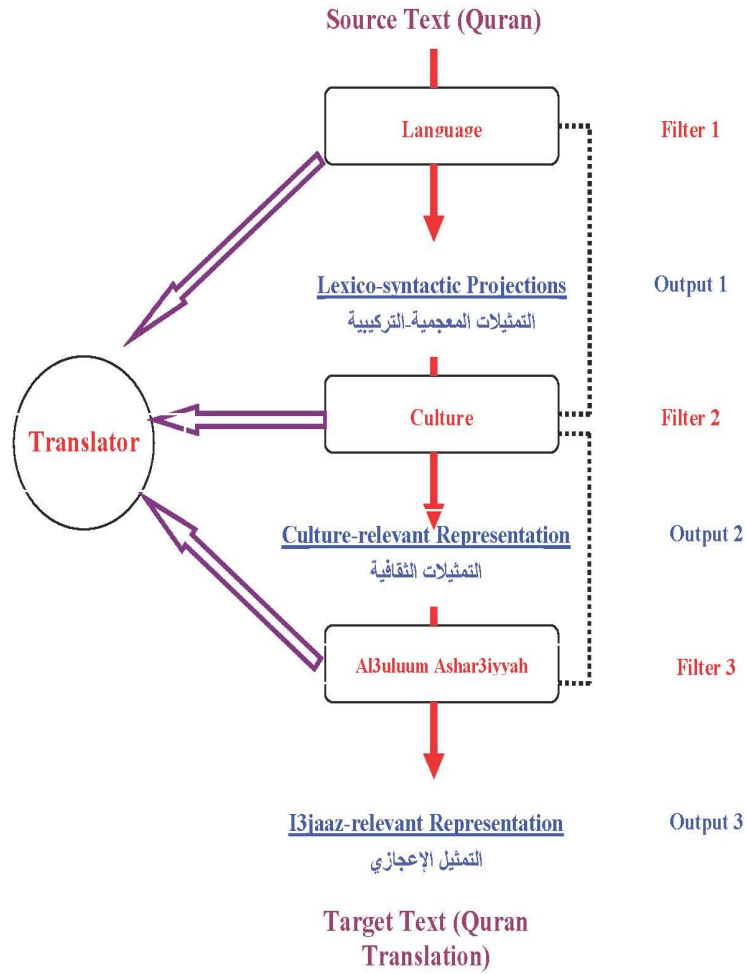 Source Text (Quran)
Language
Filter 1
Lexico-syntactic Projections
Output 1
التمثيلات المعجمية-التركيبية
Translator
Culture
Filter 2
Culture-relevant Representation
Output 2
التمثيلات الثقافية
Al3uluum Ashar3iyyah
Filter 3
I3jaaz-relevant Representation
Output 3
التمثيل الإعجازي
Target Text (Quran
Translation)